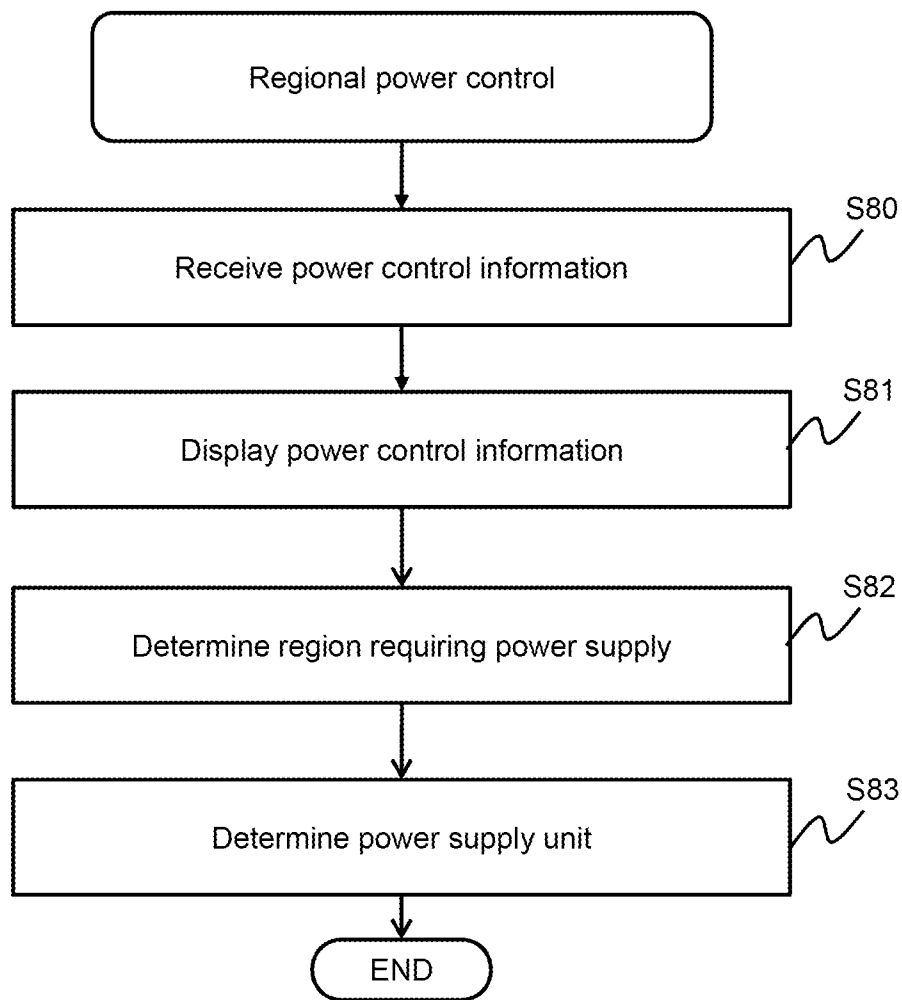 Regional power control
S80
Receive power control information
S81
Display power control information
S82
Determine region requiring power supply
S83
Determine power supply unit
END